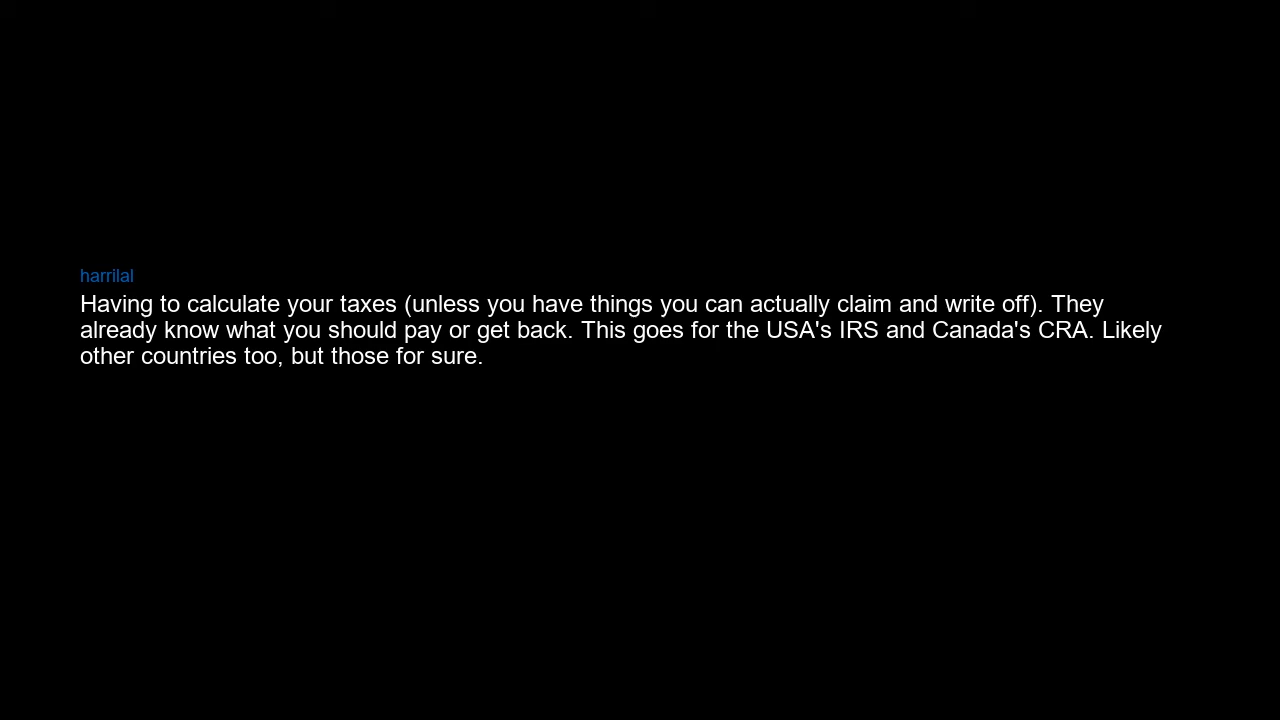 harrilal
Having to calculate your taxes (unless you have things you can actually claim and write off). They
already know what you should pay or get back. This goes for the USA's IRS and Canada's CRA. Likely
other countries too, but those for sure.